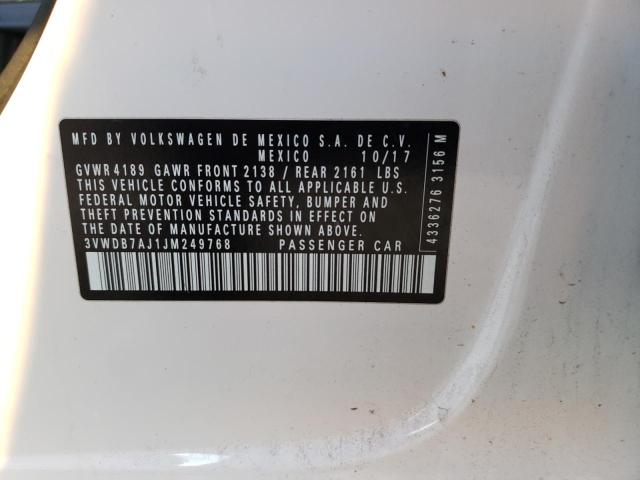 MFD BY VOLKSWAGEN DE MEXICO S.A. DE C.V.
MEXICO 10/17
GVWR 4189 GAWR FRONT 2138 / REAR 2161 LBS
THIS VEHICLE CONFORMS TO ALL APPLICABLE U.S.
FEDERAL MOTOR VEHICLE SAFETY, BUMPER AND
THEFT PREVENTION STANDARDS IN EFFECT ON
THE DATE OF MANUFACTURE SHOWN ABOVE.
3VWDB7AJ1JM249768 PASSENGER CAR
4336276 3156 M